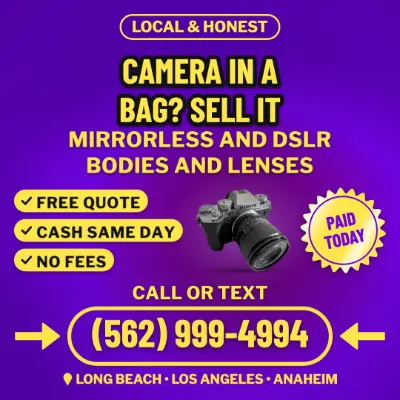 LOCAL & HONEST
CAMERA IN A
BAG? SELL IT
MIRRORLESS AND DSLR
BODIES AND LENSES
FREE QUOTE
CASH SAME DAY
NO FEES
PAID
TODAY
CALL OR TEXT
(562) 999-4994
LONG BEACH • LOS ANGELES • ANAHEIM